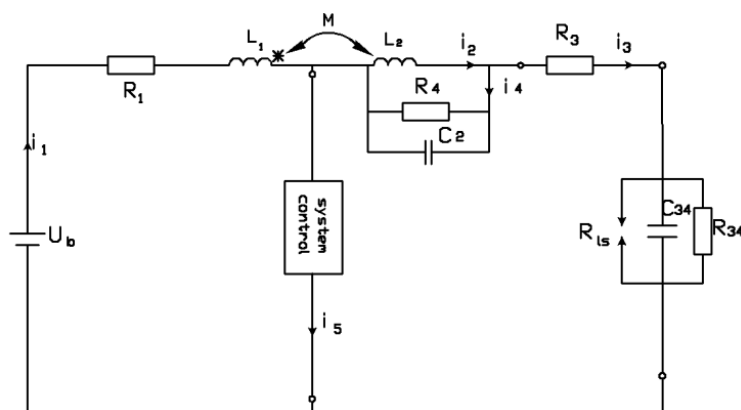 M
L1
L2
i2
R3
i3
R1
R4
i4
C2
i1
Ub
system
control
C34
Rls
R34
i5